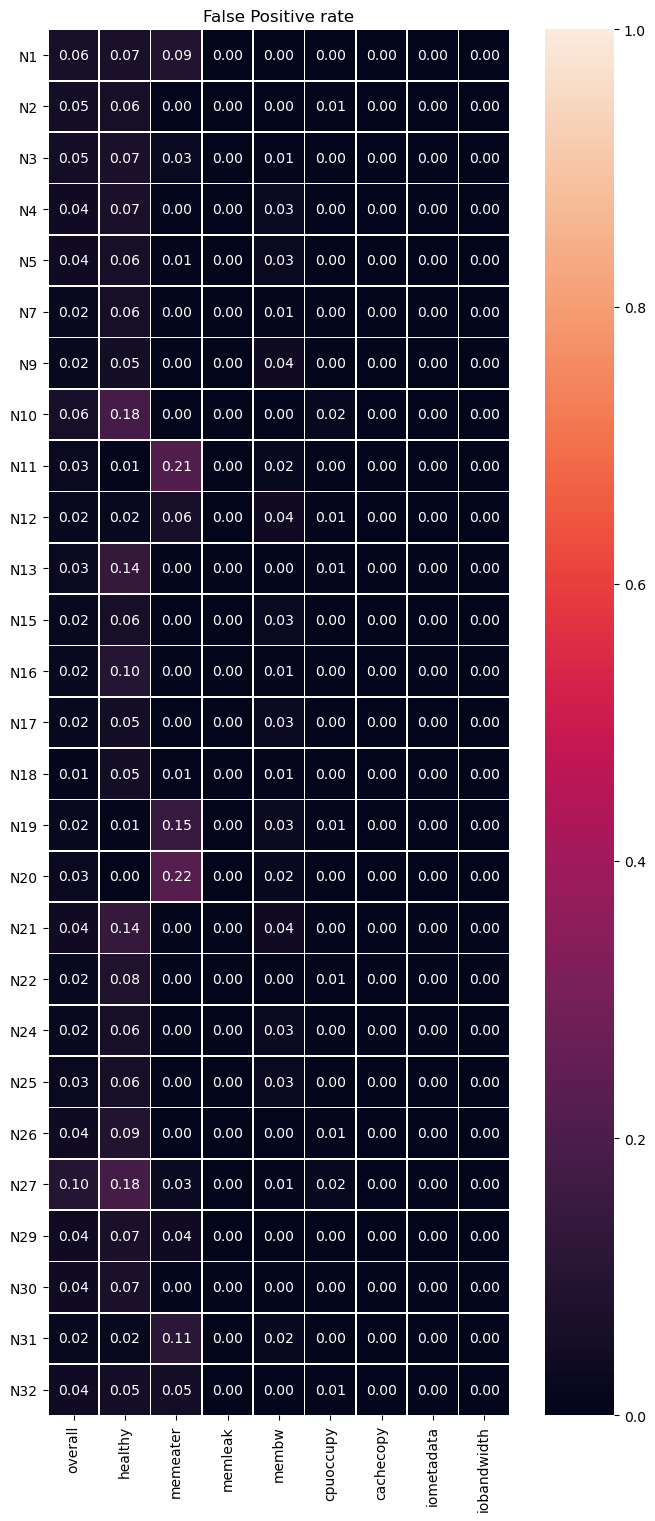 False Positive rate
N1 0.06 0.07 0.09 0.00 0.00 0.00 0.00 0.00 0.00
N2 0.05 0.06 0.00 0.00 0.00 0.01 0.00 0.00 0.00
N3 0.05 0.07 0.03 0.00 0.01 0.00 0.00 0.00 0.00
N4 0.04 0.07 0.00 0.00 0.03 0.00 0.00 0.00 0.00
N5 0.04 0.06 0.01 0.00 0.03 0.00 0.00 0.00 0.00
N7 0.02 0.06 0.00 0.00 0.01 0.00 0.00 0.00 0.00
N9 0.02 0.05 0.00 0.00 0.04 0.00 0.00 0.00 0.00
N10 0.06 0.18 0.00 0.00 0.00 0.02 0.00 0.00 0.00
N11 0.03 0.01 0.21 0.00 0.02 0.00 0.00 0.00 0.00
N12 0.02 0.02 0.06 0.00 0.04 0.01 0.00 0.00 0.00
N13 0.03 0.14 0.00 0.00 0.00 0.01 0.00 0.00 0.00
N15 0.02 0.06 0.00 0.00 0.03 0.00 0.00 0.00 0.00
N16 0.02 0.10 0.00 0.00 0.01 0.00 0.00 0.00 0.00
N17 0.02 0.05 0.00 0.00 0.03 0.00 0.00 0.00 0.00
N18 0.01 0.05 0.01 0.00 0.01 0.00 0.00 0.00 0.00
N19 0.02 0.01 0.15 0.00 0.03 0.01 0.00 0.00 0.00
N20 0.03 0.00 0.22 0.00 0.02 0.00 0.00 0.00 0.00
N21 0.04 0.14 0.00 0.00 0.04 0.00 0.00 0.00 0.00
N22 0.02 0.08 0.00 0.00 0.00 0.01 0.00 0.00 0.00
N24 0.02 0.06 0.00 0.00 0.03 0.00 0.00 0.00 0.00
N25 0.03 0.06 0.00 0.00 0.03 0.00 0.00 0.00 0.00
N26 0.04 0.09 0.00 0.00 0.00 0.01 0.00 0.00 0.00
N27 0.10 0.18 0.03 0.00 0.01 0.02 0.00 0.00 0.00
N29 0.04 0.07 0.04 0.00 0.00 0.00 0.00 0.00 0.00
N30 0.04 0.07 0.00 0.00 0.00 0.00 0.00 0.00 0.00
N31 0.02 0.02 0.11 0.00 0.02 0.00 0.00 0.00 0.00
N32 0.04 0.05 0.05 0.00 0.00 0.01 0.00 0.00 0.00
overall healthy memeater memleak membw cpuoccupy cachecopy iometadata iobandwidth
1.0
0.8
0.6
0.4
0.2
0.0